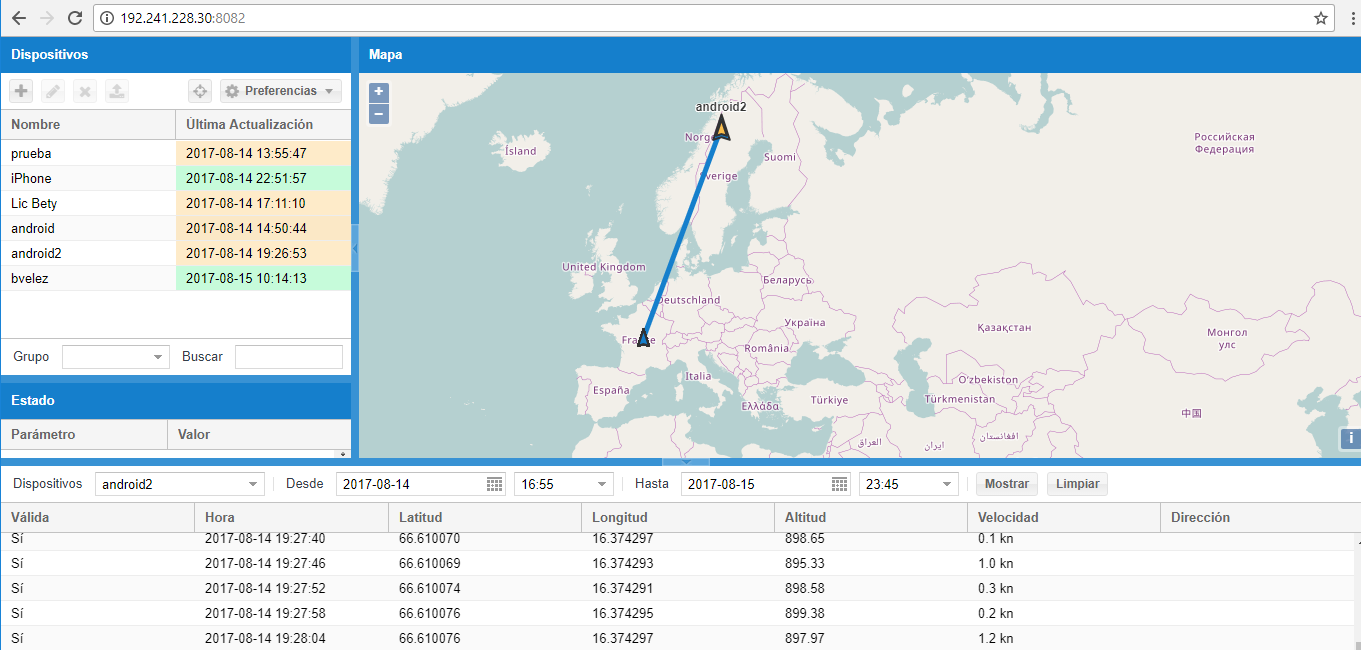 192.241.228.30:8082
Dispositivos
Mapa
Preferencias
Nombre Última Actualización
prueba 2017-08-14 13:55:47
iPhone 2017-08-14 22:51:57
Lic Bety 2017-08-14 17:11:10
android 2017-08-14 14:50:44
android2 2017-08-14 19:26:53
bvelez 2017-08-15 10:14:13
Grupo Buscar
Estado
Parámetro Valor
+
−
android2
Norge
Ísland
Suomi
Sverige
Российская
Федерация
United Kingdom
Deutschland
Беларусь
Україна
France
România
Italia
España
Ελλάδα
Türkiye
Қазақстан
Монгол
улс
O'zbekiston
Türkmenistan
中国
العراق
ایران
افغانستان
i
Dispositivos android2 Desde 2017-08-14 16:55 Hasta 2017-08-15 23:45 Mostrar Limpiar
Válida Hora Latitud Longitud Altitud Velocidad Dirección
Sí 2017-08-14 19:27:40 66.610070 16.374297 898.65 0.1 kn
Sí 2017-08-14 19:27:46 66.610069 16.374293 895.33 1.0 kn
Sí 2017-08-14 19:27:52 66.610074 16.374291 898.58 0.3 kn
Sí 2017-08-14 19:27:58 66.610076 16.374295 899.38 0.2 kn
Sí 2017-08-14 19:28:04 66.610076 16.374297 897.97 1.2 kn